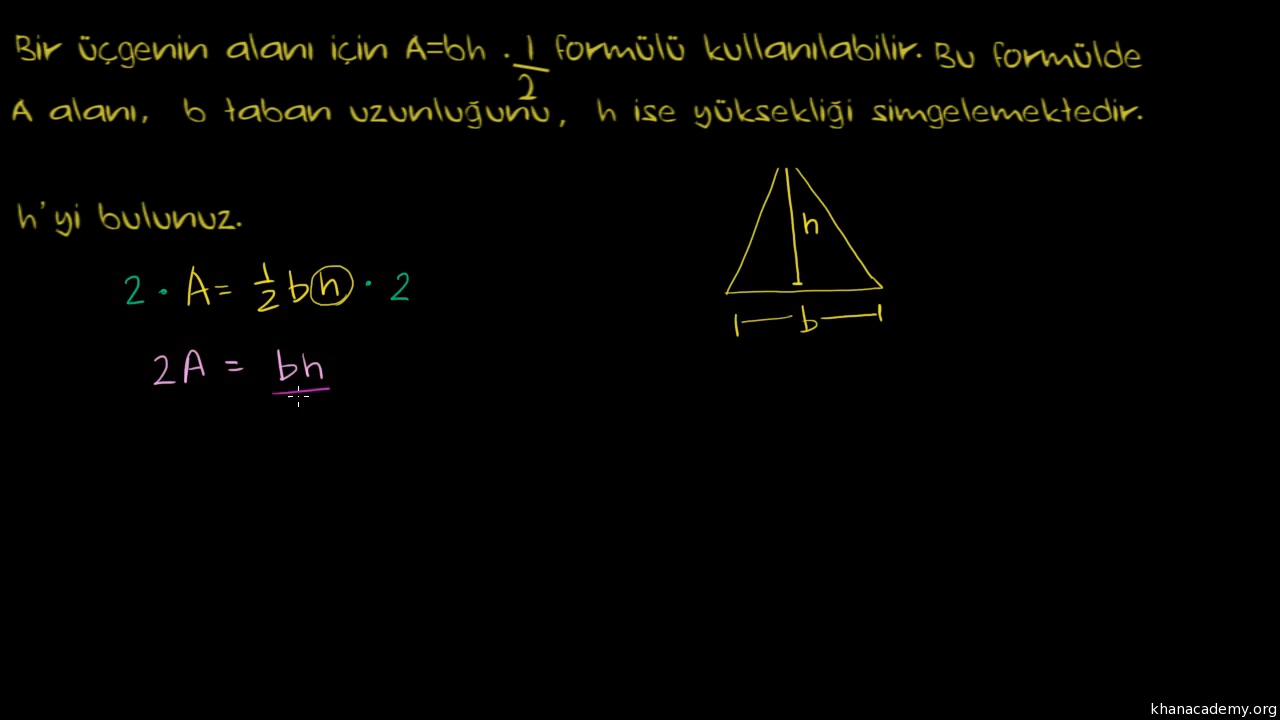 Bir üçgenin alanı için A=bh · 1/2 formülü kullanılabilir. Bu formülde
A alanı, b taban uzunluğunu, h ise yüksekliği simgelemektedir.
h
h'yi bulunuz.
2 · A = 1/2 bh · 2
b
2A = bh
khanacademy.org